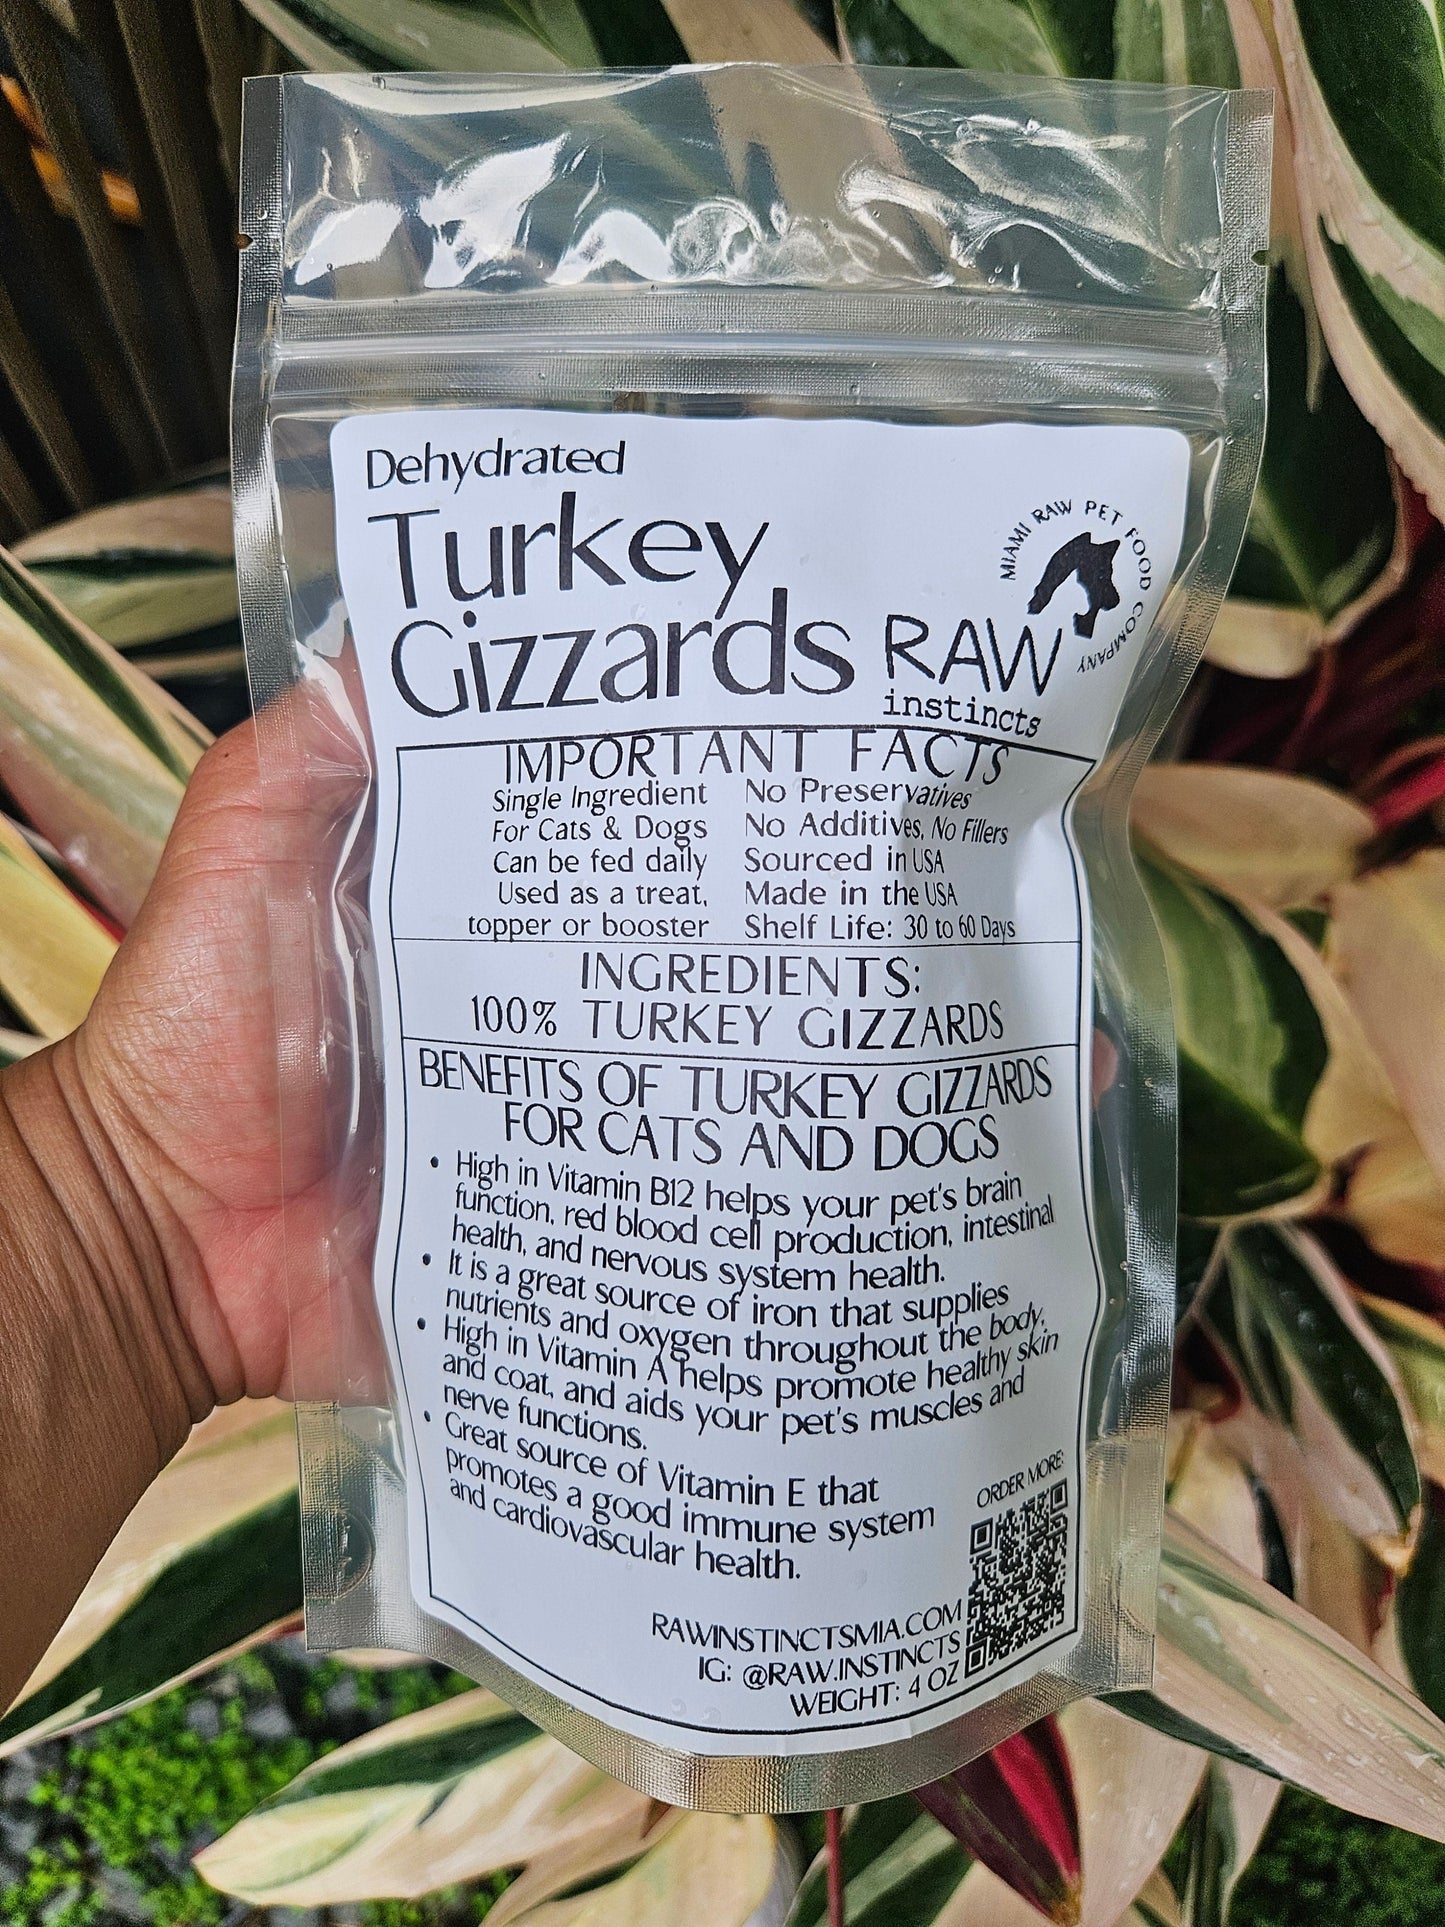 Dehydrated
Turkey
Gizzards
MIAMI RAW PET FOOD COMPANY
RAW
instincts
IMPORTANT FACTS
Single Ingredient
For Cats & Dogs
Can be fed daily
Used as a treat,
topper or booster
No Preservatives
No Additives, No Fillers
Sourced in USA
Made in the USA
Shelf Life: 30 to 60 Days
INGREDIENTS:
100% TURKEY GIZZARDS
BENEFITS OF TURKEY GIZZARDS
FOR CATS AND DOGS
• High in Vitamin B12 helps your pet's brain
function, red blood cell production, intestinal
health, and nervous system health.
• It is a great source of iron that supplies
nutrients and oxygen throughout the body.
• High in Vitamin A helps promote healthy skin
and coat, and aids your pet's muscles and
nerve functions.
• Great source of Vitamin E that
promotes a good immune system
and cardiovascular health.
ORDER MORE:
RAWINSTINCTSMIA.COM
IG: @RAW.INSTINCTS
WEIGHT: 4 OZ